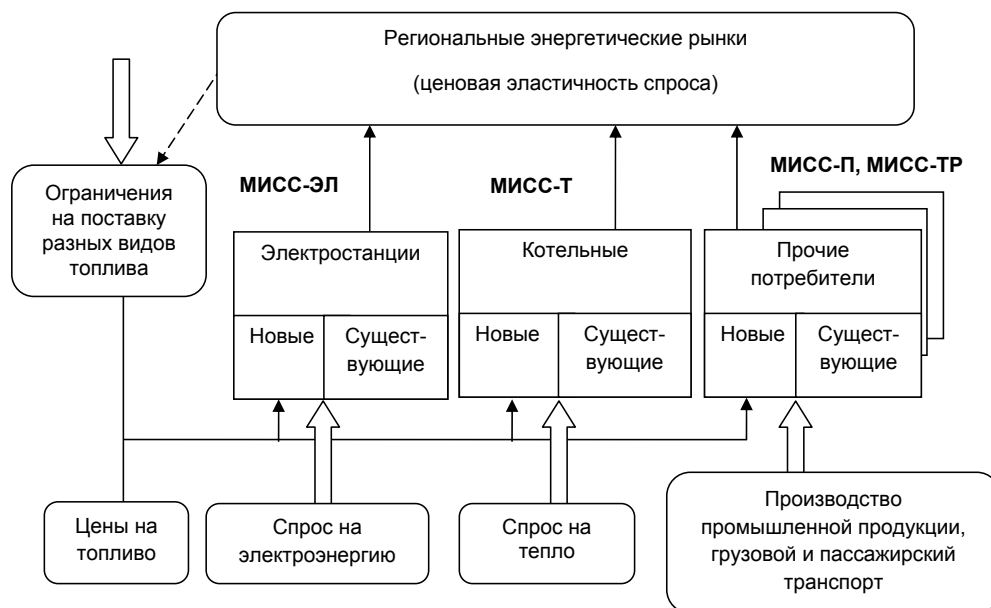 Региональные энергетические рынки
(ценовая эластичность спроса)
Ограничения
на поставку
разных видов
топлива
МИСС-ЭЛ
МИСС-Т
МИСС-П, МИСС-ТР
Электростанции
Новые
Сущест-
вующие
Котельные
Новые
Сущест-
вующие
Прочие
потребители
Новые
Сущест-
вующие
Цены на
топливо
Спрос на
электроэнергию
Спрос на
тепло
Производство
промышленной продукции,
грузовой и пассажирский
транспорт